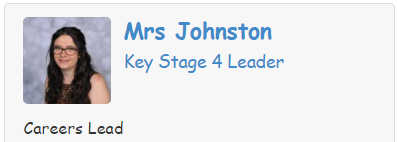 Mrs Johnston
Key Stage 4 Leader
Careers Lead